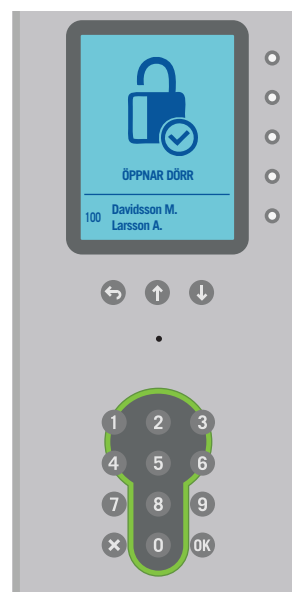 ÖPPNAR DÖRR
100 Davidsson M.
Larsson A.
1 2 3
4 5 6
7 8 9
0 OK